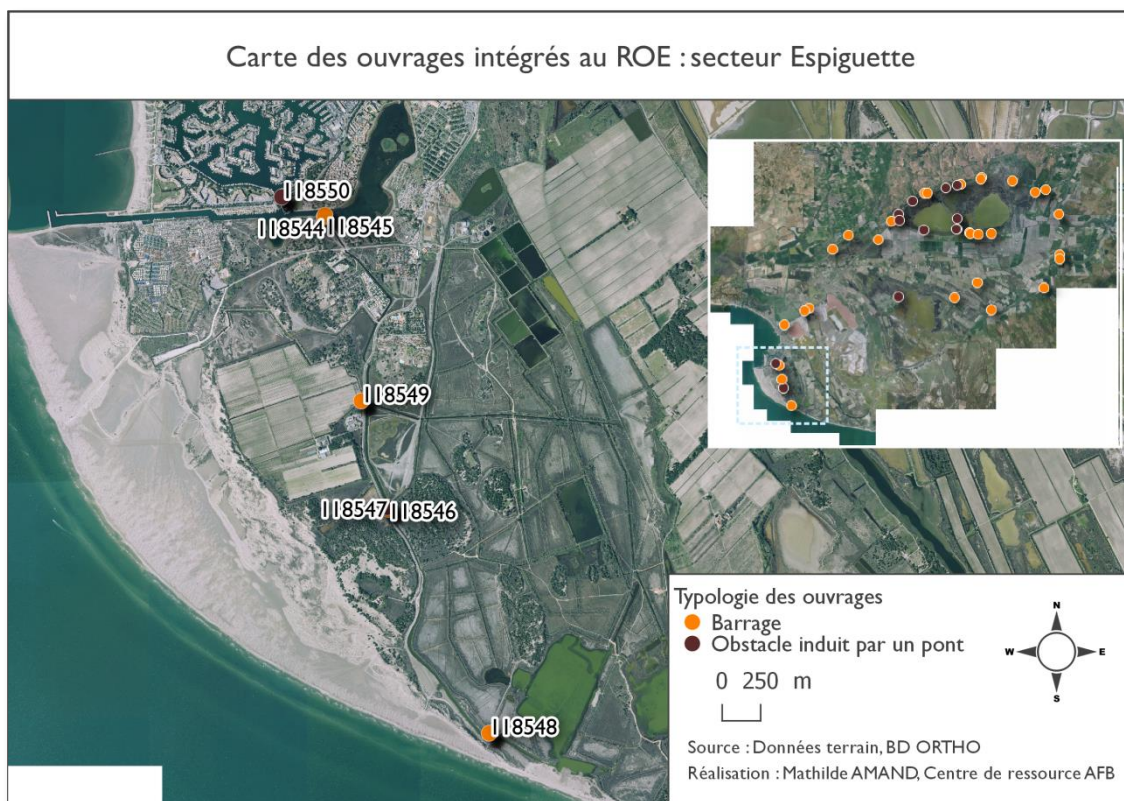 Carte des ouvrages intégrés au ROE : secteur Espiguette
118550
118544 118545
118549
118547 118546
118548
Typologie des ouvrages
Barrage
Obstacle induit par un pont
0 250 m
N
W E
S
Source : Données terrain, BD ORTHO
Réalisation : Mathilde AMAND, Centre de ressource AFB